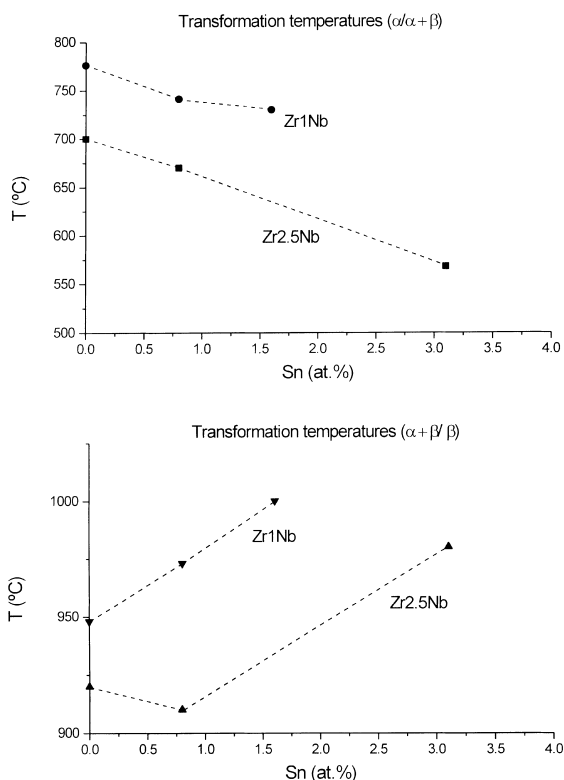 Transformation temperatures (α/α+β)
800
750
700
650
600
550
500
T (ºC)
Zr1Nb
Zr2.5Nb
0.0 0.5 1.0 1.5 2.0 2.5 3.0 3.5 4.0
Sn (at.%)
Transformation temperatures (α+β/β)
1000
950
900
T (ºC)
Zr1Nb
Zr2.5Nb
0.0 0.5 1.0 1.5 2.0 2.5 3.0 3.5 4.0
Sn (at.%)